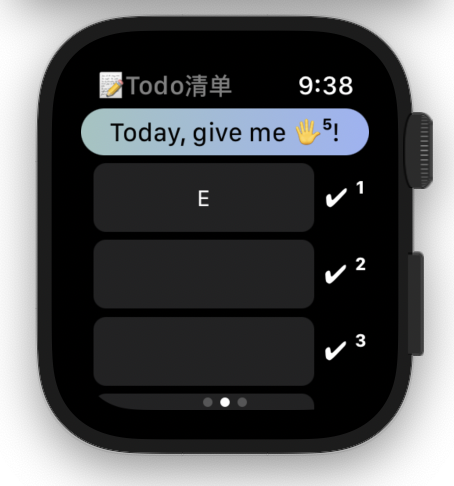 📝Todo清单 9:38
Today, give me 🖐️⁵!
E ✔ ¹
✔ ²
✔ ³